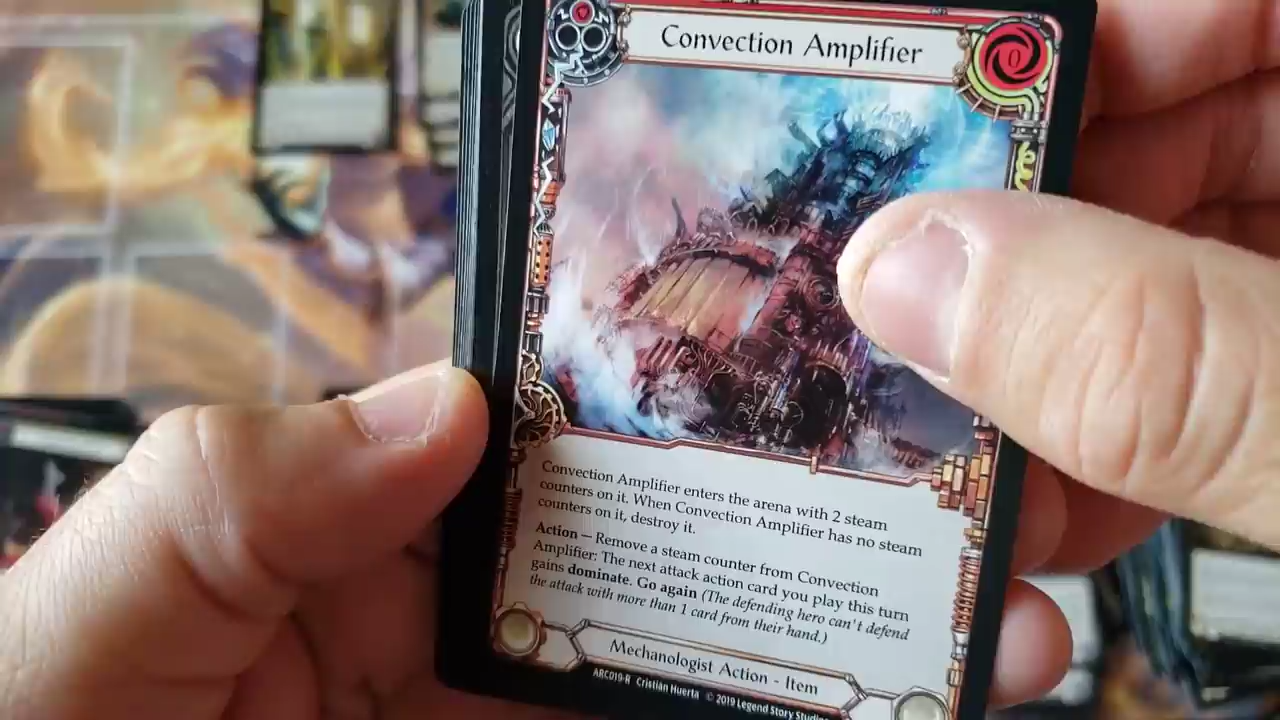 Convection Amplifier
0
Convection Amplifier enters the arena with 2 steam
counters on it. When Convection Amplifier has no steam
counters on it, destroy it.
Action — Remove a steam counter from Convection
Amplifier: The next attack action card you play this turn
gains dominate. Go again (The defending hero can't defend
the attack with more than 1 card from their hand.)
Mechanologist Action - Item
ARC019-R Cristian Huerta © 2019 Legend Story Studios